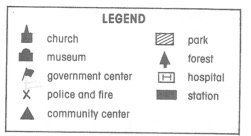 LEGEND
church
museum
government center
police and fire
community center
park
forest
hospital
station